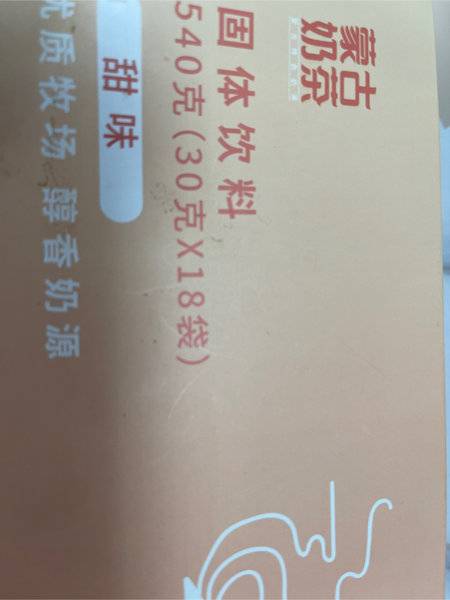 蒙古
奶茶
固体饮料
540克(30克X18袋)
甜味
优质牧场 醇香奶源